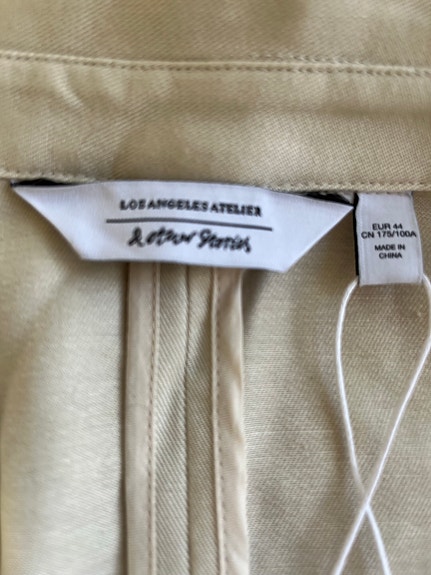 LOS ANGELES ATELIER
& other Stories
EUR 44
CN 175/100A
MADE IN
CHINA